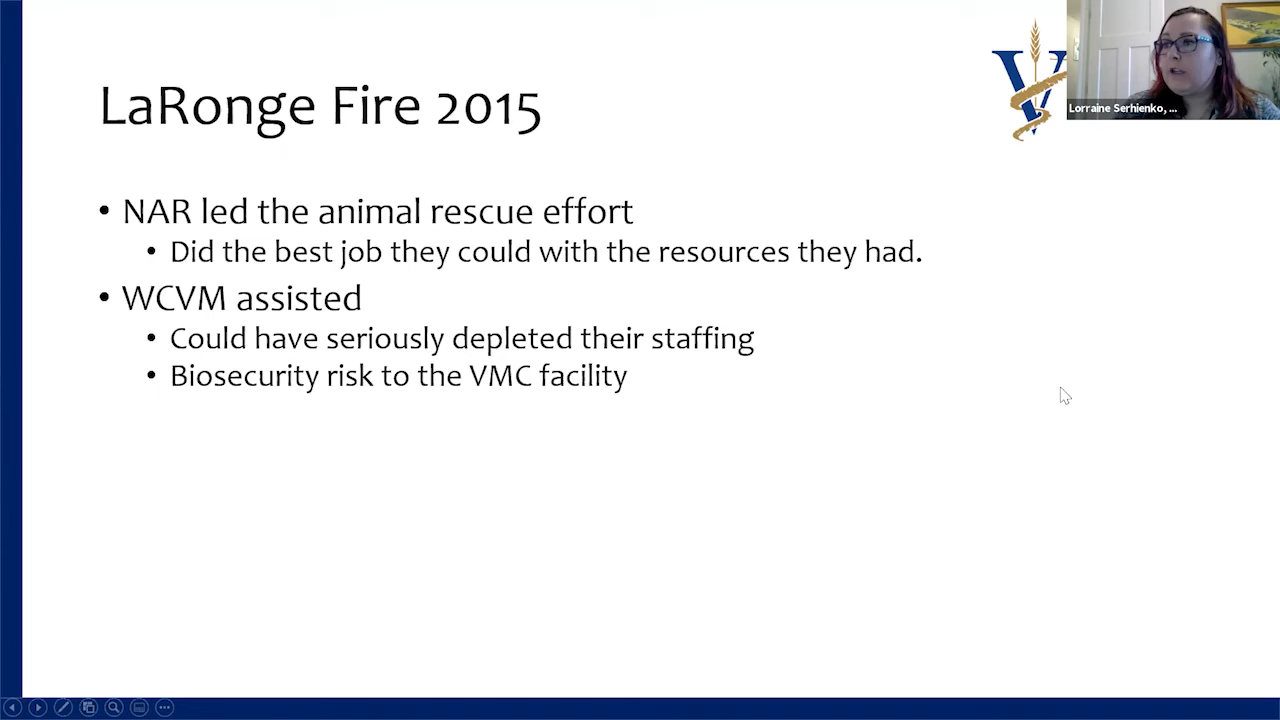 LaRonge Fire 2015
Lorraine Serhienko, ...
• NAR led the animal rescue effort
• Did the best job they could with the resources they had.
• WCVM assisted
• Could have seriously depleted their staffing
• Biosecurity risk to the VMC facility